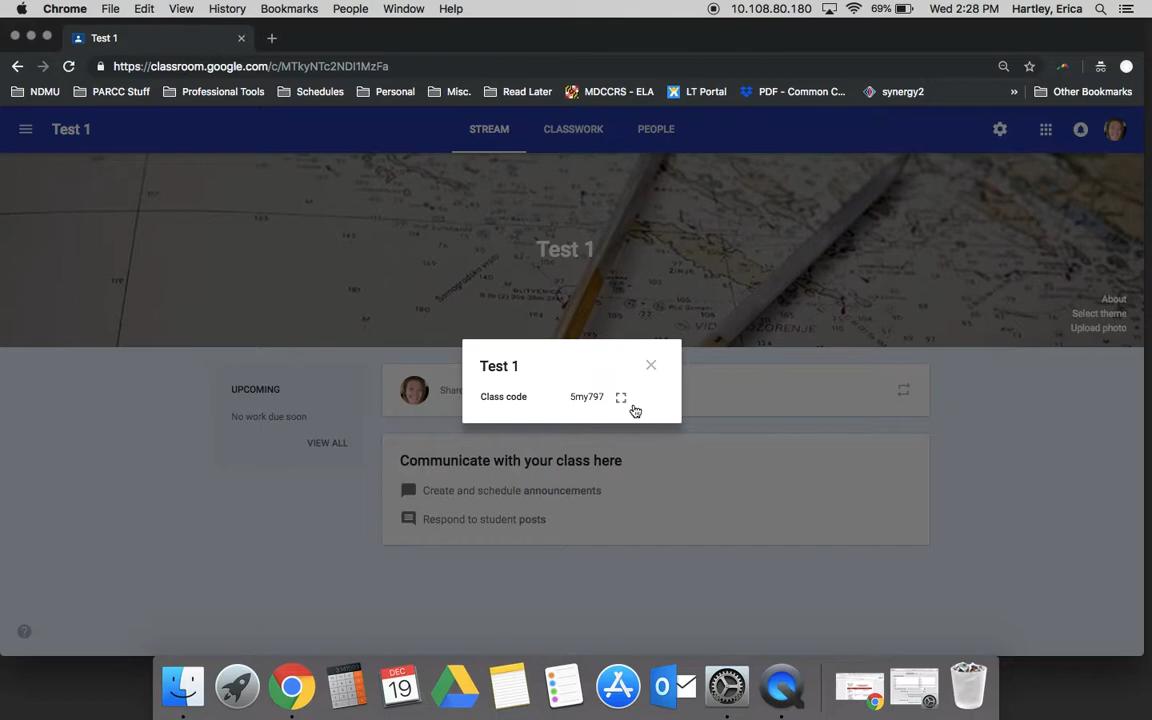 Chrome File Edit View History Bookmarks People Window Help 10.108.80.180 69% Wed 2:28 PM Hartley, Erica
Test 1
https://classroom.google.com/c/MTkyNTc2NDI1MzFa
NDMU PARCC Stuff Professional Tools Schedules Personal Misc. Read Later MDCCRS - ELA LT Portal PDF - Common C... synergy2 » Other Bookmarks
Test 1 STREAM CLASSWORK PEOPLE
Test 1
About
Select theme
Upload photo
Test 1
Class code 5my797
UPCOMING
No work due soon
VIEW ALL
Share
Communicate with your class here
Create and schedule announcements
Respond to student posts
DEC
19